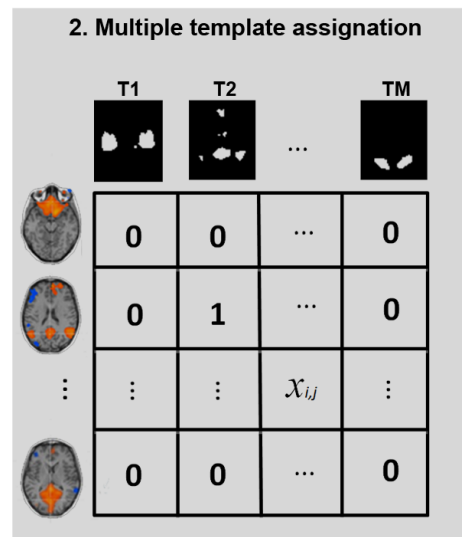 2. Multiple template assignation
T1 T2 ... TM
0 0 ... 0
0 1 ... 0
⋮ ⋮ ⋮ x_{i,j} ⋮
0 0 ... 0